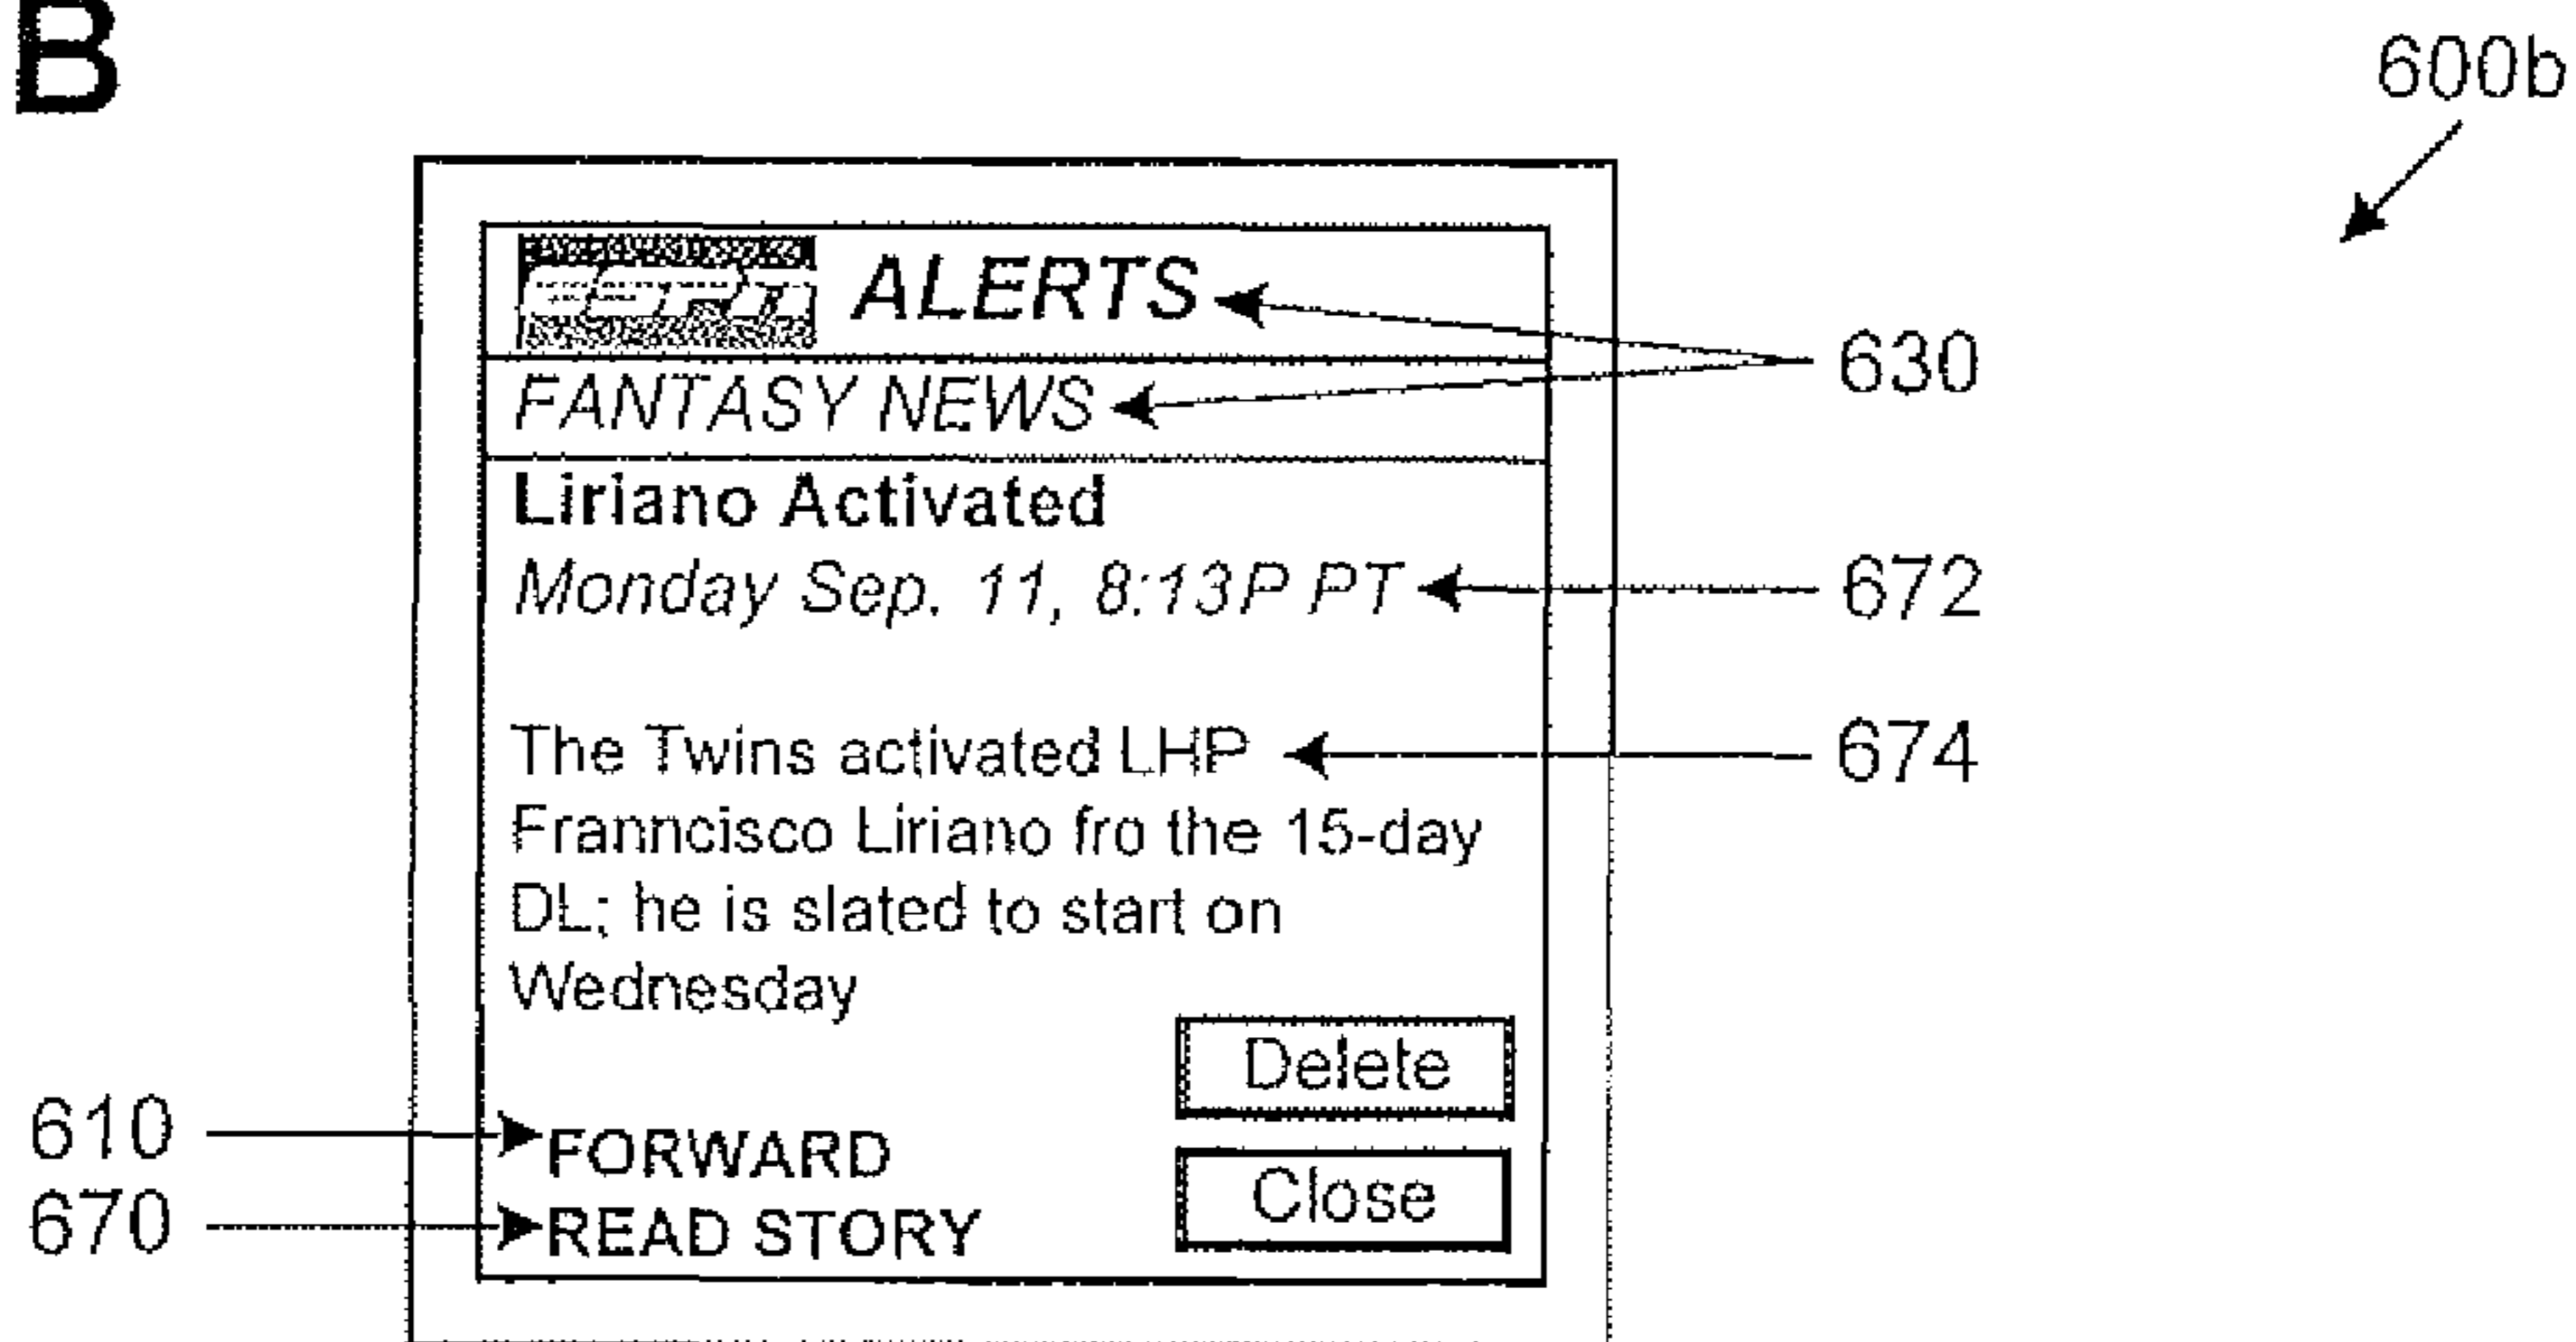 B
600b
ALERTS
630
FANTASY NEWS
Liriano Activated
Monday Sep. 11, 8:13P PT
672
The Twins activated LHP
674
Franncisco Liriano fro the 15-day
DL; he is slated to start on
Wednesday
Delete
610
FORWARD
Close
670
READ STORY